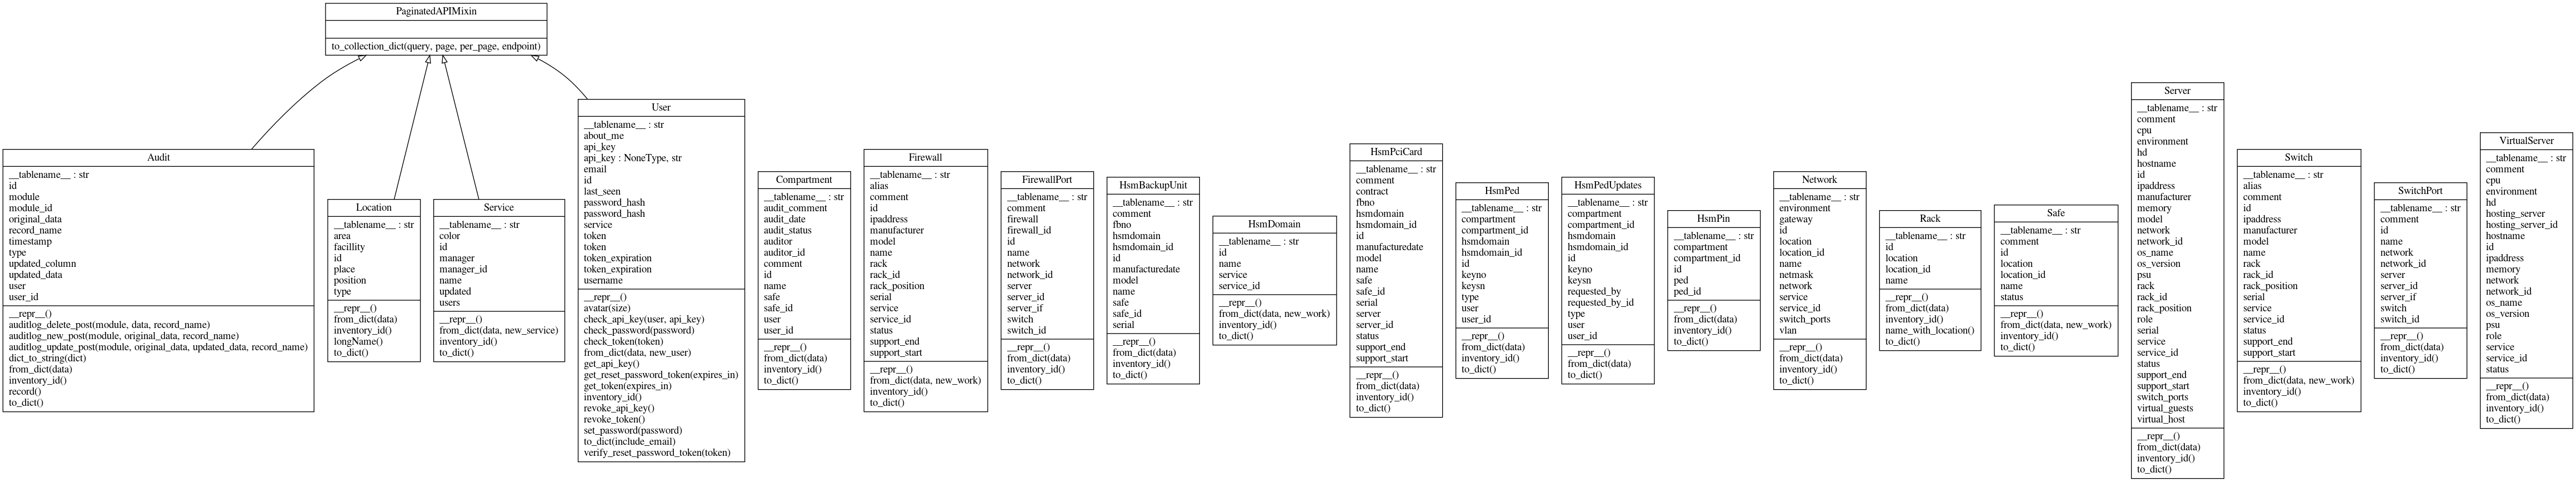 PaginatedAPIMixin
to_collection_dict(query, page, per_page, endpoint)
Audit
__tablename__ : str
id
module
module_id
original_data
record_name
timestamp
type
updated_column
updated_data
user
user_id
__repr__()
auditlog_delete_post(module, data, record_name)
auditlog_new_post(module, original_data, record_name)
auditlog_update_post(module, original_data, updated_data, record_name)
dict_to_string(dict)
from_dict(data)
inventory_id()
record()
to_dict()
Location
__tablename__ : str
area
facillity
id
place
position
type
__repr__()
from_dict(data)
inventory_id()
longName()
to_dict()
Service
__tablename__ : str
color
id
manager
manager_id
name
updated
users
__repr__()
from_dict(data, new_service)
inventory_id()
to_dict()
User
__tablename__ : str
about_me
api_key
api_key : NoneType, str
email
id
last_seen
password_hash
password_hash
service
token
token
token_expiration
token_expiration
username
__repr__()
avatar(size)
check_api_key(user, api_key)
check_password(password)
check_token(token)
from_dict(data, new_user)
get_api_key()
get_reset_password_token(expires_in)
get_token(expires_in)
inventory_id()
revoke_api_key()
revoke_token()
set_password(password)
to_dict(include_email)
verify_reset_password_token(token)
Compartment
__tablename__ : str
audit_comment
audit_date
audit_status
auditor
auditor_id
comment
id
name
safe
safe_id
user
user_id
__repr__()
from_dict(data)
inventory_id()
to_dict()
Firewall
__tablename__ : str
alias
comment
id
ipaddress
manufacturer
model
name
rack
rack_id
rack_position
serial
service
service_id
status
support_end
support_start
__repr__()
from_dict(data, new_work)
inventory_id()
to_dict()
FirewallPort
__tablename__ : str
comment
firewall
firewall_id
id
name
network
network_id
server
server_id
server_if
switch
switch_id
__repr__()
from_dict(data)
inventory_id()
to_dict()
HsmBackupUnit
__tablename__ : str
comment
fbno
hsmdomain
hsmdomain_id
id
manufacturedate
model
name
safe
safe_id
serial
__repr__()
from_dict(data)
inventory_id()
to_dict()
HsmDomain
__tablename__ : str
id
name
service
service_id
__repr__()
from_dict(data, new_work)
inventory_id()
to_dict()
HsmPciCard
__tablename__ : str
comment
contract
fbno
hsmdomain
hsmdomain_id
id
manufacturedate
model
name
safe
safe_id
serial
server
server_id
status
support_end
support_start
__repr__()
from_dict(data)
inventory_id()
to_dict()
HsmPed
__tablename__ : str
compartment
compartment_id
hsmdomain
hsmdomain_id
id
keyno
keysn
type
user
user_id
__repr__()
from_dict(data)
inventory_id()
to_dict()
HsmPedUpdates
__tablename__ : str
compartment
compartment_id
hsmdomain
hsmdomain_id
id
keyno
keysn
requested_by
requested_by_id
type
user
user_id
__repr__()
from_dict(data)
to_dict()
HsmPin
__tablename__ : str
compartment
compartment_id
id
ped
ped_id
__repr__()
from_dict(data)
inventory_id()
to_dict()
Network
__tablename__ : str
environment
gateway
id
location
location_id
name
netmask
network
service
service_id
switch_ports
vlan
__repr__()
from_dict(data)
inventory_id()
to_dict()
Rack
__tablename__ : str
id
location
location_id
name
__repr__()
from_dict(data)
inventory_id()
name_with_location()
to_dict()
Safe
__tablename__ : str
comment
id
location
location_id
name
status
__repr__()
from_dict(data, new_work)
inventory_id()
to_dict()
Server
__tablename__ : str
comment
cpu
environment
hd
hostname
id
ipaddress
manufacturer
memory
model
network
network_id
os_name
os_version
psu
rack
rack_id
rack_position
role
serial
service
service_id
status
support_end
support_start
switch_ports
virtual_guests
virtual_host
__repr__()
from_dict(data)
inventory_id()
to_dict()
Switch
__tablename__ : str
alias
comment
id
ipaddress
manufacturer
model
name
rack
rack_id
rack_position
serial
service
service_id
status
support_end
support_start
__repr__()
from_dict(data, new_work)
inventory_id()
to_dict()
SwitchPort
__tablename__ : str
comment
id
name
network
network_id
server
server_id
server_if
switch
switch_id
__repr__()
from_dict(data)
inventory_id()
to_dict()
VirtualServer
__tablename__ : str
comment
cpu
environment
hd
hosting_server
hosting_server_id
hostname
id
ipaddress
memory
network
network_id
os_name
os_version
psu
role
service
service_id
status
__repr__()
from_dict(data)
inventory_id()
to_dict()